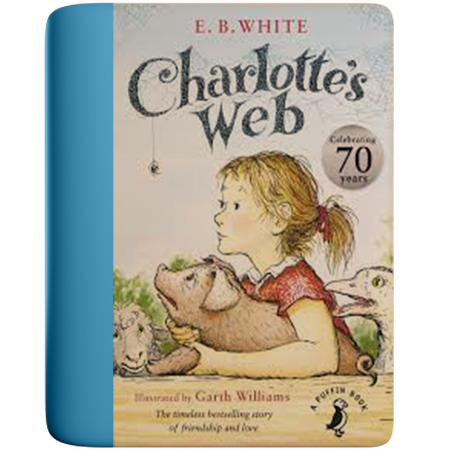 E. B. WHITE
Charlotte's
Web
Celebrating
70
years
Illustrated by Garth Williams
The timeless bestselling story
of friendship and love
A PUFFIN BOOK